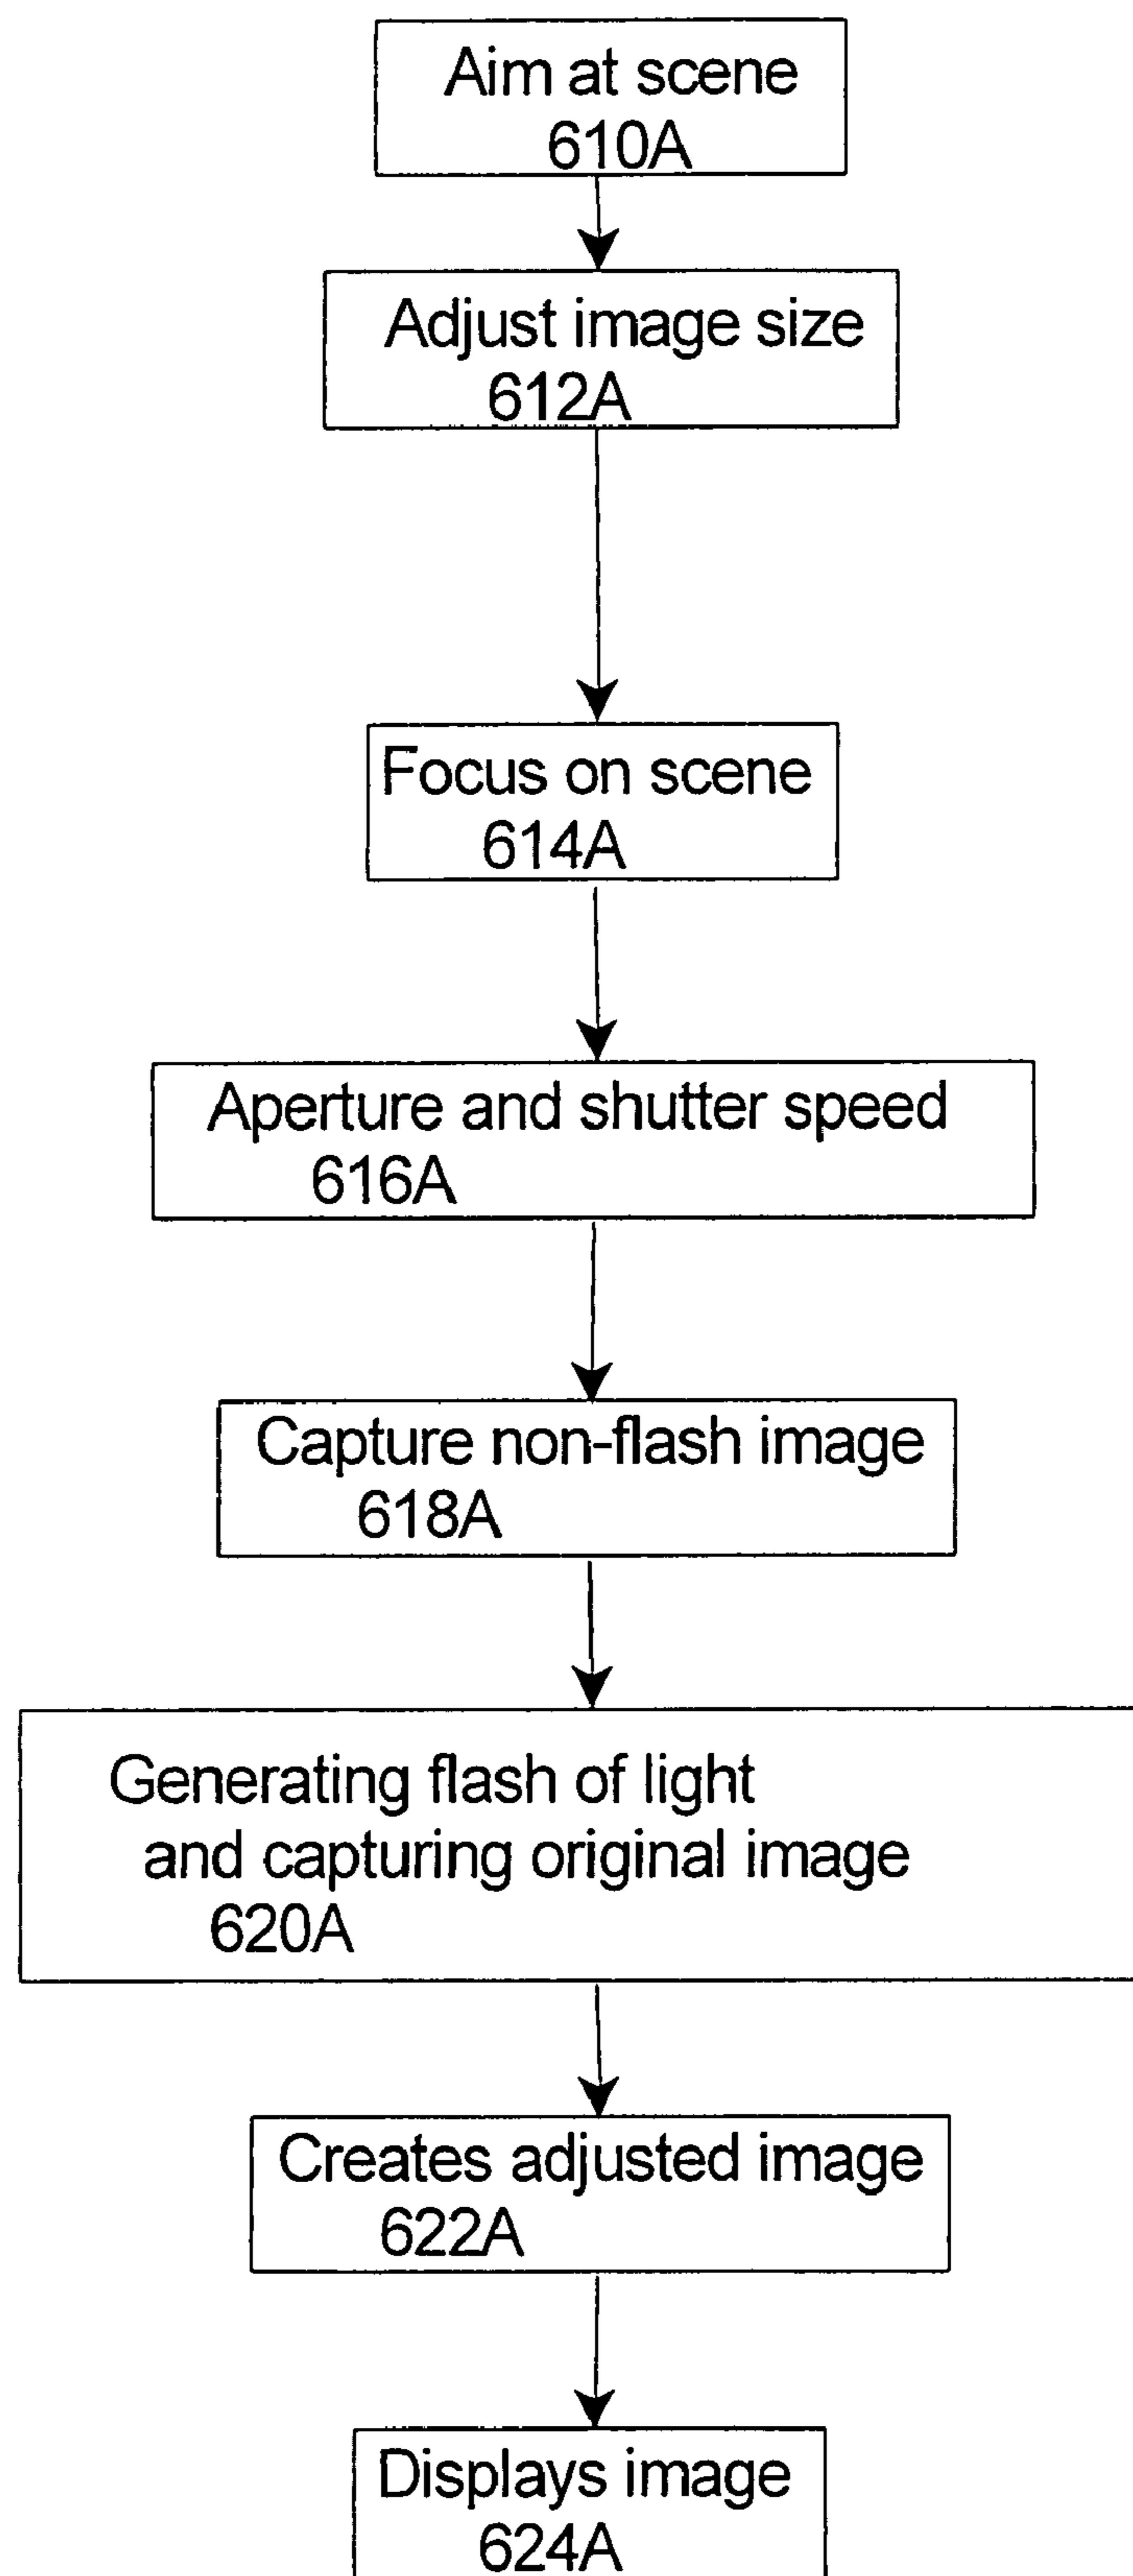 Aim at scene
610A
Adjust image size
612A
Focus on scene
614A
Aperture and shutter speed
616A
Capture non-flash image
618A
Generating flash of light
and capturing original image
620A
Creates adjusted image
622A
Displays image
624A